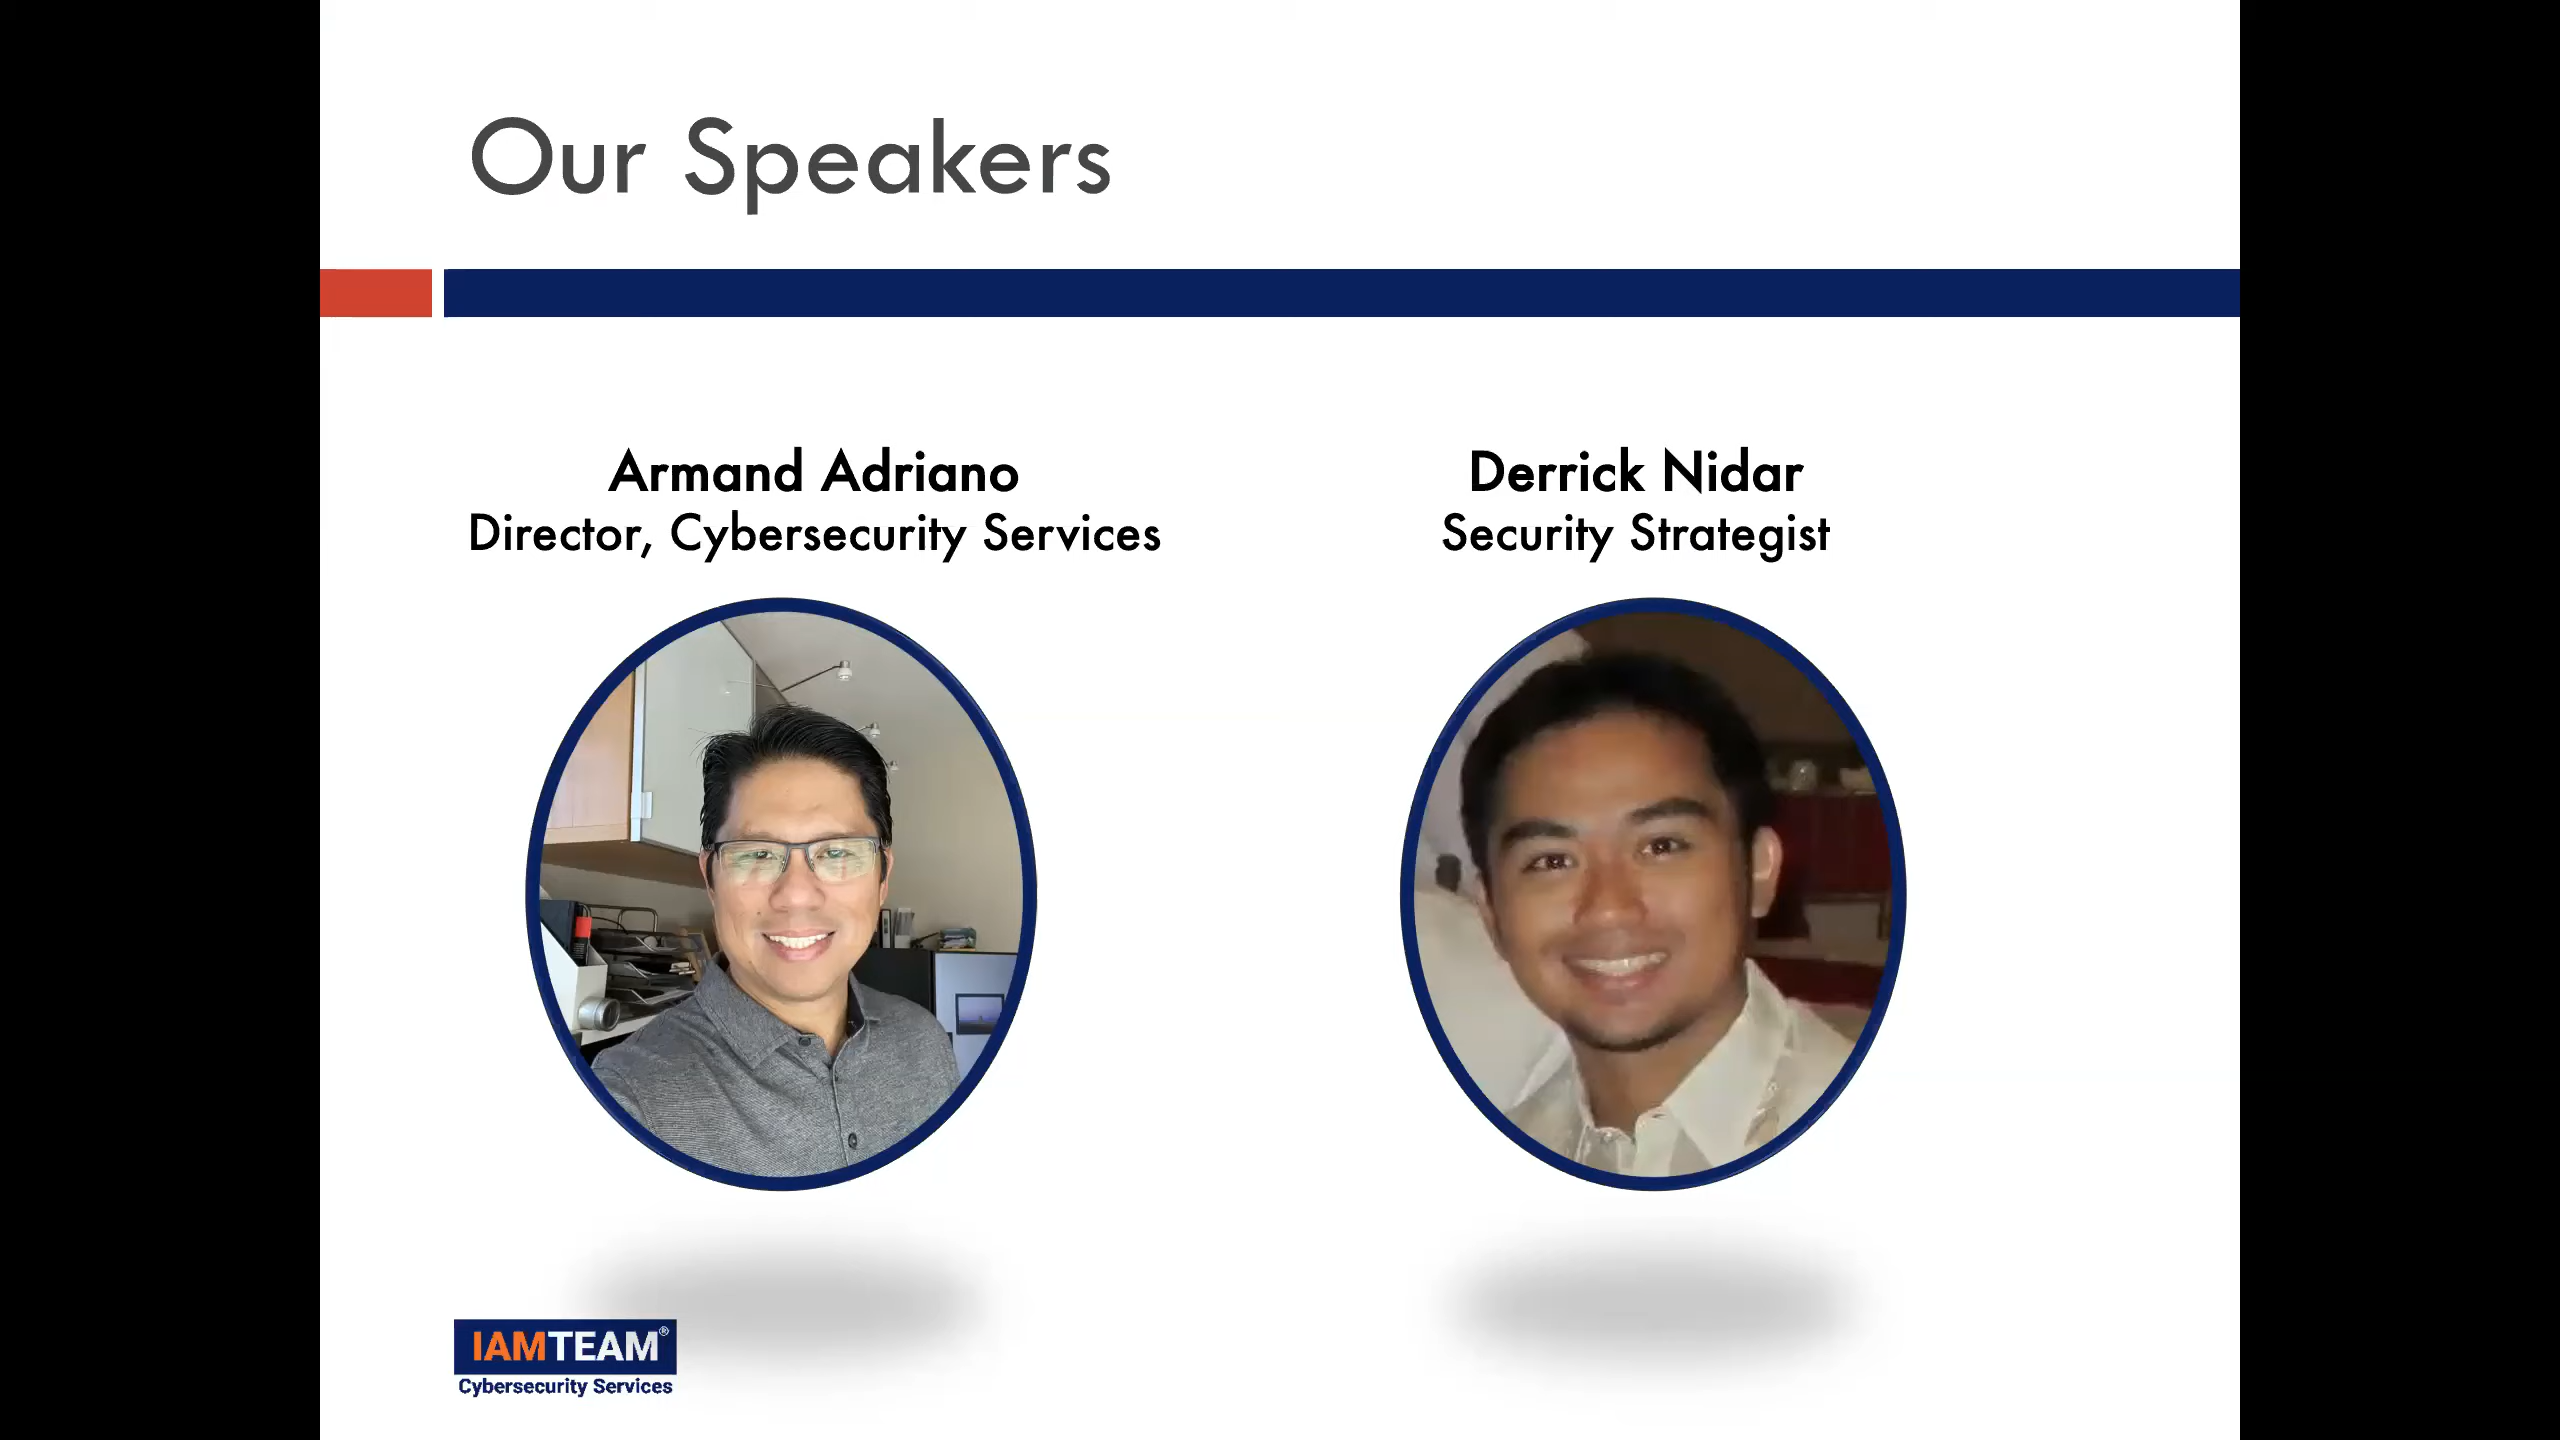 Our Speakers
Armand Adriano
Director, Cybersecurity Services
Derrick Nidar
Security Strategist
IAMTEAM®
Cybersecurity Services